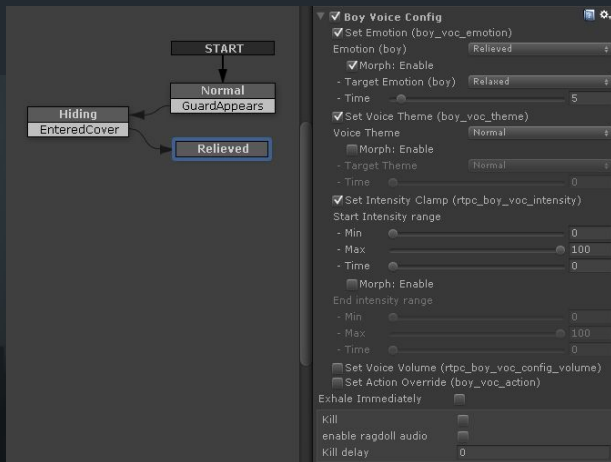 START
Normal
GuardAppears
Hiding
EnteredCover
Relieved
Boy Voice Config
Set Emotion (boy_voc_emotion)
Emotion (boy) Relieved
Morph: Enable
- Target Emotion (boy) Relaxed
- Time 5
Set Voice Theme (boy_voc_theme)
Voice Theme Normal
Morph: Enable
- Target Theme Normal
- Time 0
Set Intensity Clamp (rtpc_boy_voc_intensity)
Start Intensity range
- Min 0
- Max 100
- Time 0
Morph: Enable
End intensity range
- Min 0
- Max 100
- Time 0
Set Voice Volume (rtpc_boy_voc_config_volume)
Set Action Override (boy_voc_action)
Exhale Immediately
Kill
enable ragdoll audio
Kill delay 0